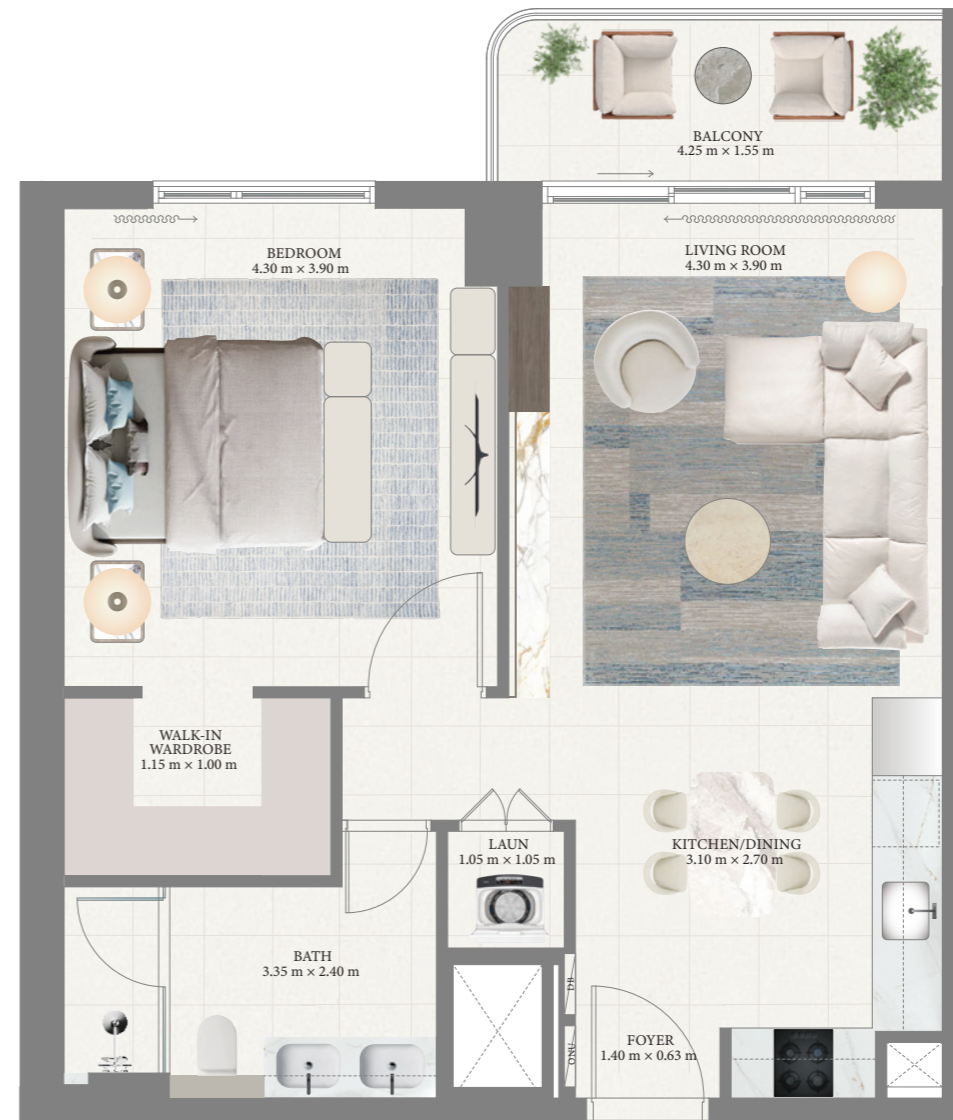 BALCONY
4.25 m × 1.55 m
BEDROOM
4.30 m × 3.90 m
LIVING ROOM
4.30 m × 3.90 m
WALK-IN
WARDROBE
1.15 m × 1.00 m
LAUN
1.05 m × 1.05 m
KITCHEN/DINING
3.10 m × 2.70 m
BATH
3.35 m × 2.40 m
DB
ONU
FOYER
1.40 m × 0.63 m